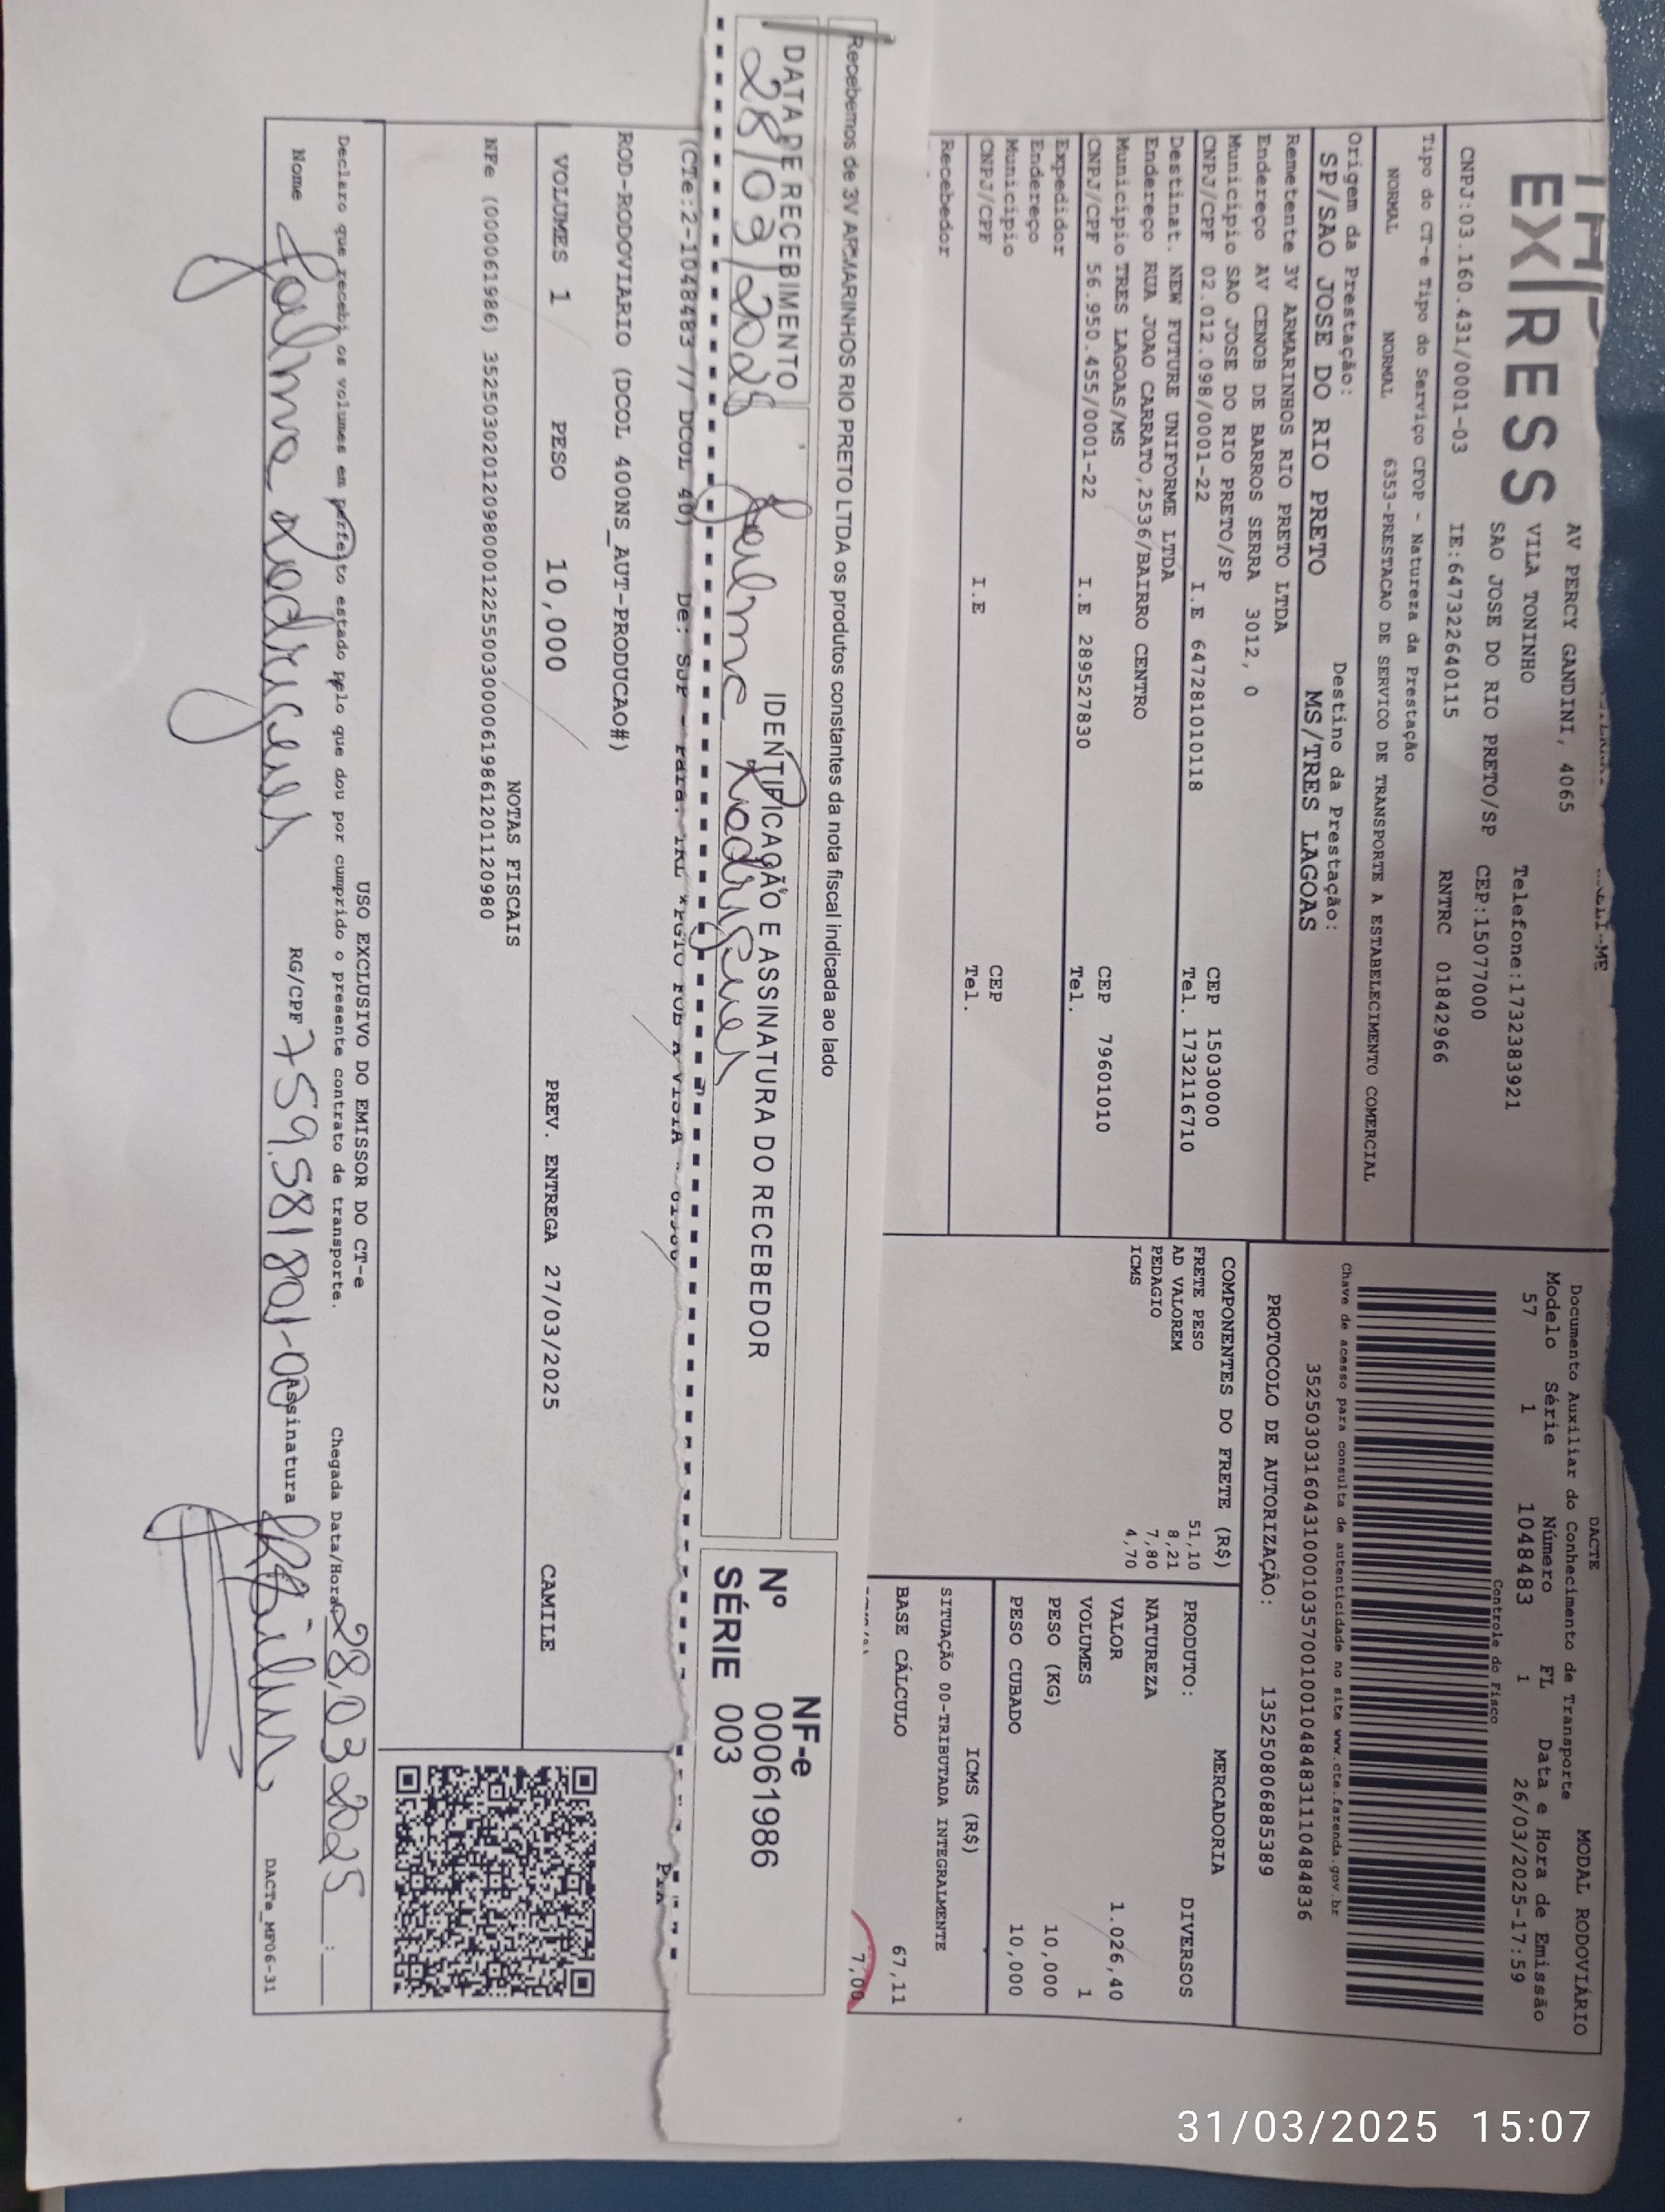 EXPRESS
AV PERCY GANDINI, 4065
VILA TONINHO Telefone:1732383921
SAO JOSE DO RIO PRETO/SP CEP:15077000
CNPJ:03.160.431/0001-03 IE:647322640115 RNTRC 01842966
Tipo do CT-e Tipo do Serviço CFOP - Natureza da Prestação
NORMAL NORMAL 6353-PRESTACAO DE SERVICO DE TRANSPORTE A ESTABELECIMENTO COMERCIAL
Origem da Prestação: Destino da Prestação:
SP/SAO JOSE DO RIO PRETO MS/TRES LAGOAS
Remetente 3V ARMARINHOS RIO PRETO LTDA
Endereço AV CENOB DE BARROS SERRA 3012, 0
Municipio SAO JOSE DO RIO PRETO/SP CEP 15030000
CNPJ/CPF 02.012.098/0001-22 I.E 647281010118 Tel. 1732116710
Destinat. NEW FUTURE UNIFORME LTDA
Endereço RUA JOAO CARRATO,2536/BAIRRO CENTRO
Municipio TRES LAGOAS/MS CEP 79601010
CNPJ/CPF 56.950.455/0001-22 I.E 289527830 Tel.
Expedidor
Endereço
Municipio CEP
CNPJ/CPF I.E Tel.
Recebedor
DACTE
Documento Auxiliar do Conhecimento de Transporte MODAL RODOVIÁRIO
Modelo Série Número FL Data e Hora de Emissão
57 1 1048483 1 26/03/2025-17:59
Controle do Fisco
Chave de acesso para consulta de autenticidade no site www.cte.fazenda.gov.br
35250303160431000103570010010484831110484836
PROTOCOLO DE AUTORIZAÇÃO: 135250806885389
COMPONENTES DO FRETE (R$)
FRETE PESO 51,10
AD VALOREM 8,21
PEDAGIO 7,80
ICMS 4,70
MERCADORIA
PRODUTO: DIVERSOS
NATUREZA
VALOR 1.026,40
VOLUMES 1
PESO (KG) 10,000
PESO CUBADO 10,000
ICMS (R$)
SITUAÇÃO 00-TRIBUTADA INTEGRALMENTE
BASE CÁLCULO 67,11
7,00
Recebemos de 3V ARMARINHOS RIO PRETO LTDA os produtos constantes da nota fiscal indicada ao lado
DATA DE RECEBIMENTO IDENTIFICAÇÃO E ASSINATURA DO RECEBEDOR
28/03/2025 Joelma Rodrigues
NF-e
Nº 00061986
SÉRIE 003
(CTe:2-1048483 // DCOL 40) De: SJP - Para: TRL
ROD-RODOVIARIO (DCOL 400NS_AUT-PRODUCAO#)
VOLUMES 1 PESO 10,000 PREV. ENTREGA 27/03/2025 CAMILE
NOTAS FISCAIS
NFe (00061986) 35250302012098000122550030000619861201120980
USO EXCLUSIVO DO EMISSOR DO CT-e
Declaro que recebi os volumes em perfeito estado pelo que dou por cumprido o presente contrato de transporte. Chegada Data/Hora 28/03/2025 __:__
Nome Joelma Rodrigues RG/CPF 759.581801-00 Assinatura
DACTe_MF06-31
31/03/2025 15:07